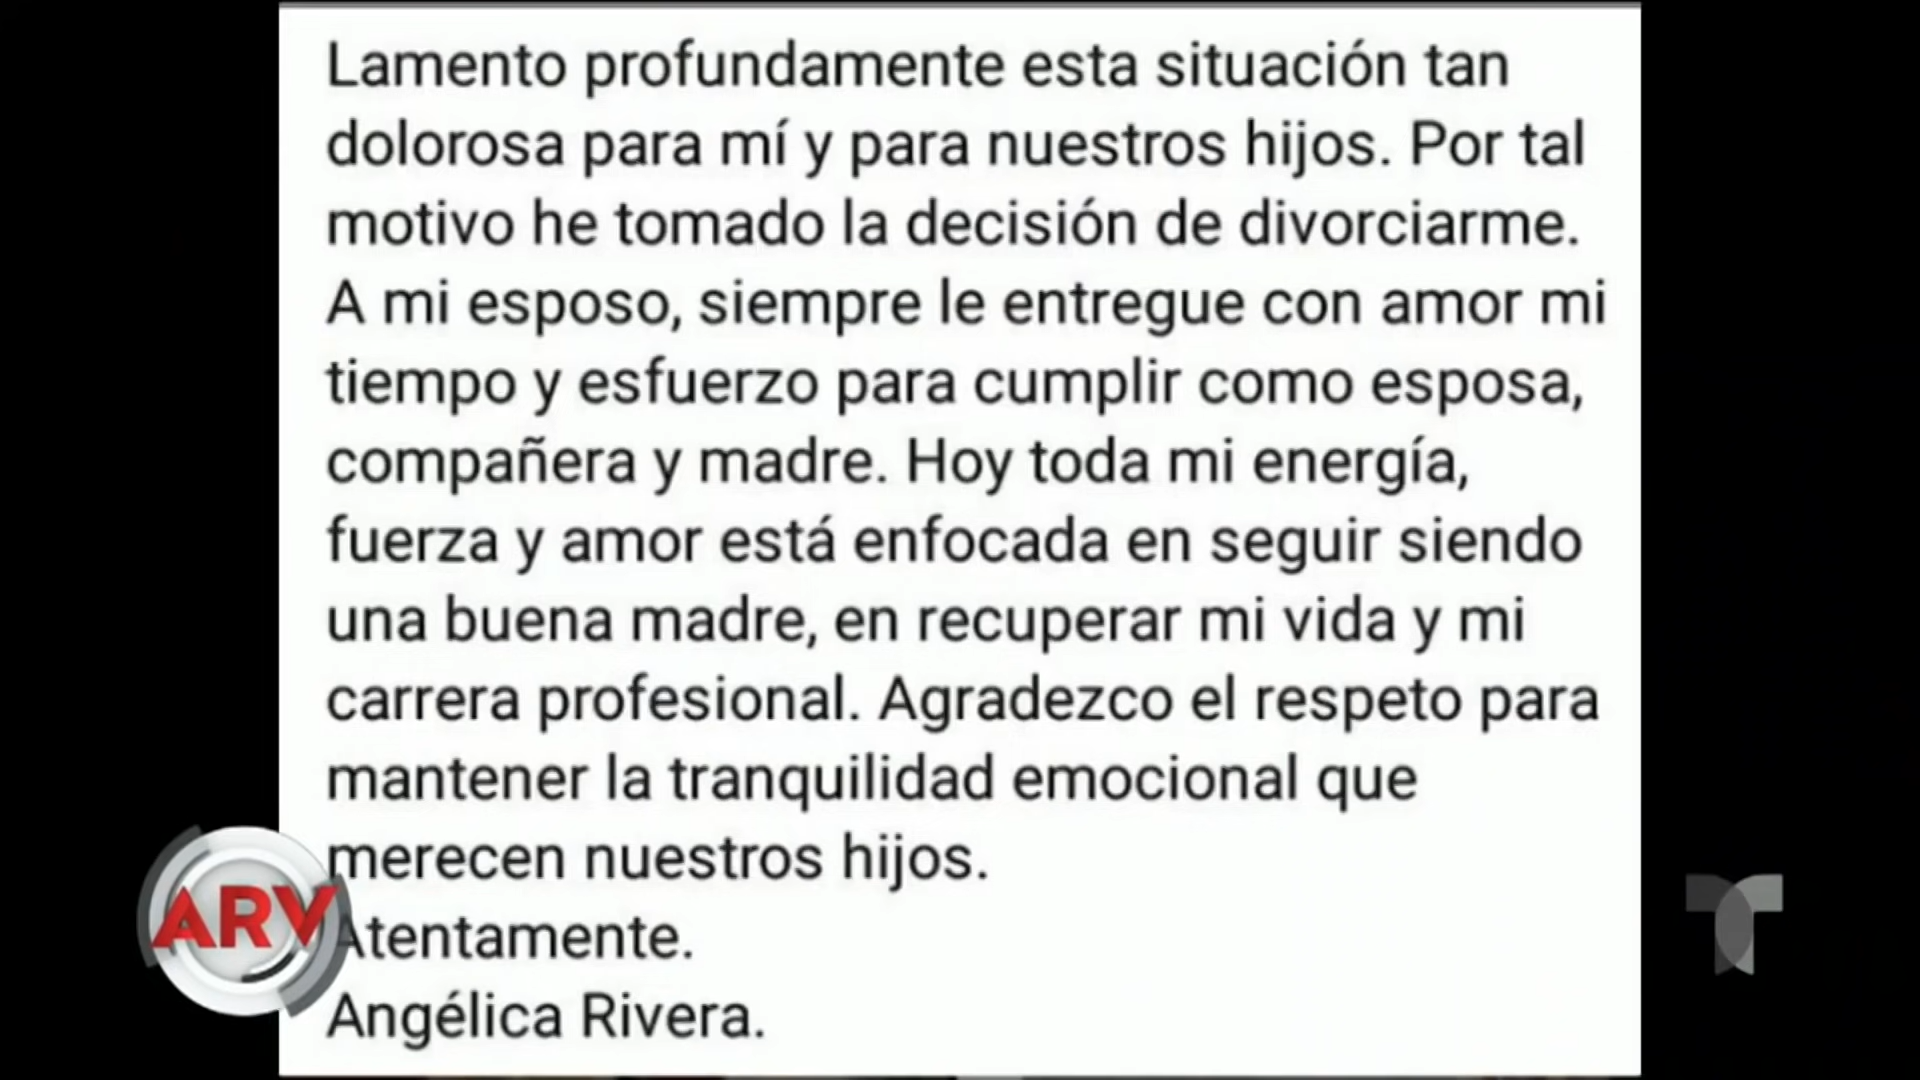 Lamento profundamente esta situación tan
dolorosa para mí y para nuestros hijos. Por tal
motivo he tomado la decisión de divorciarme.
A mi esposo, siempre le entregue con amor mi
tiempo y esfuerzo para cumplir como esposa,
compañera y madre. Hoy toda mi energía,
fuerza y amor está enfocada en seguir siendo
una buena madre, en recuperar mi vida y mi
carrera profesional. Agradezco el respeto para
mantener la tranquilidad emocional que
merecen nuestros hijos.
Atentamente.
Angélica Rivera.
ARV